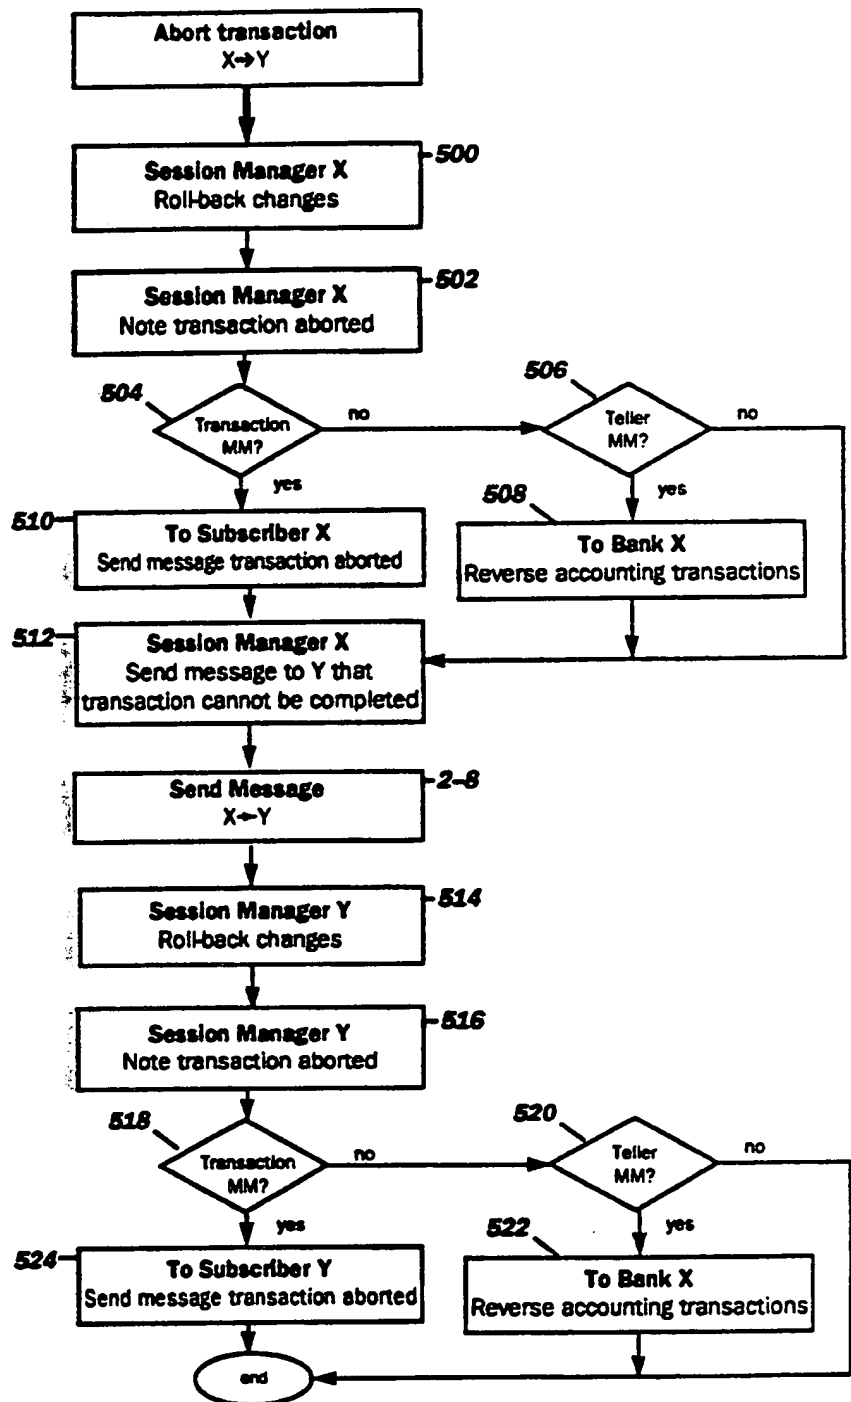 Abort transaction
X→Y
500
Session Manager X
Roll-back changes
502
Session Manager X
Note transaction aborted
504
Transaction
MM?
no
yes
506
Teller
MM?
no
yes
508
To Bank X
Reverse accounting transactions
510
To Subscriber X
Send message transaction aborted
512
Session Manager X
Send message to Y that
transaction cannot be completed
2-8
Send Message
X←Y
514
Session Manager Y
Roll-back changes
516
Session Manager Y
Note transaction aborted
518
Transaction
MM?
no
yes
520
Teller
MM?
no
yes
522
To Bank X
Reverse accounting transactions
524
To Subscriber Y
Send message transaction aborted
end